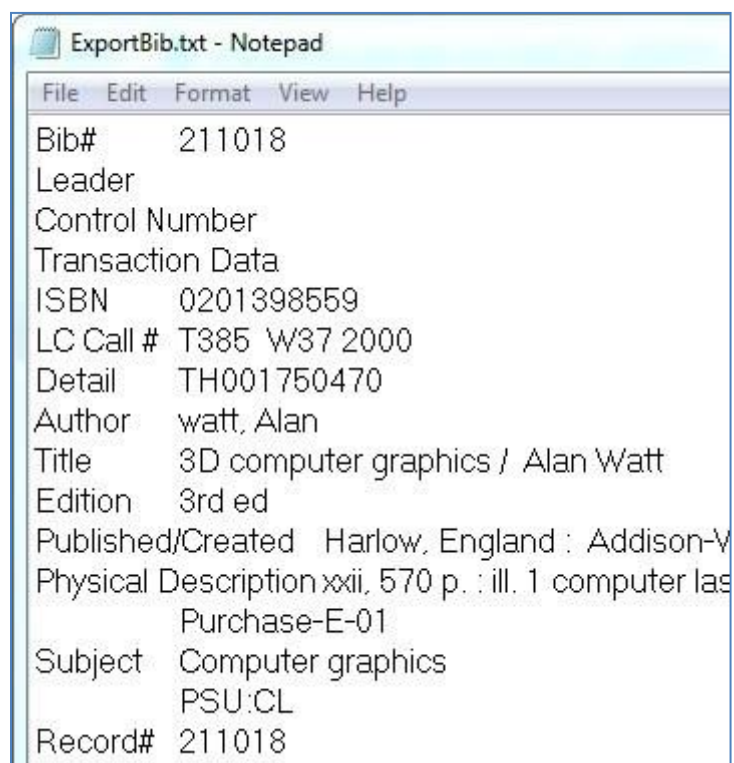 ExportBib.txt - Notepad
File Edit Format View Help
Bib# 211018
Leader
Control Number
Transaction Data
ISBN 0201398559
LC Call # T385 W37 2000
Detail TH001750470
Author watt, Alan
Title 3D computer graphics / Alan Watt
Edition 3rd ed
Published/Created Harlow, England : Addison-
Physical Description xxii, 570 p. : ill. 1 computer las
Purchase-E-01
Subject Computer graphics
PSU:CL
Record# 211018